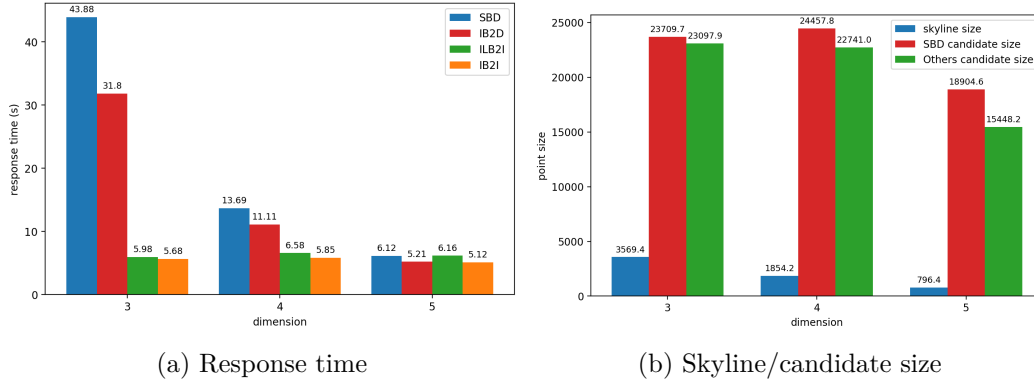 43.88
31.8
5.98
5.68
13.69
11.11
6.58
5.85
6.12
5.21
6.16
5.12
SBD
IB2D
ILB2I
IB2I
response time (s)
40
30
20
10
0
3
4
5
dimension
(a) Response time
3569.4
23709.7
23097.9
1854.2
24457.8
22741.0
796.4
18904.6
15448.2
skyline size
SBD candidate size
Others candidate size
point size
25000
20000
15000
10000
5000
0
3
4
5
dimension
(b) Skyline/candidate size